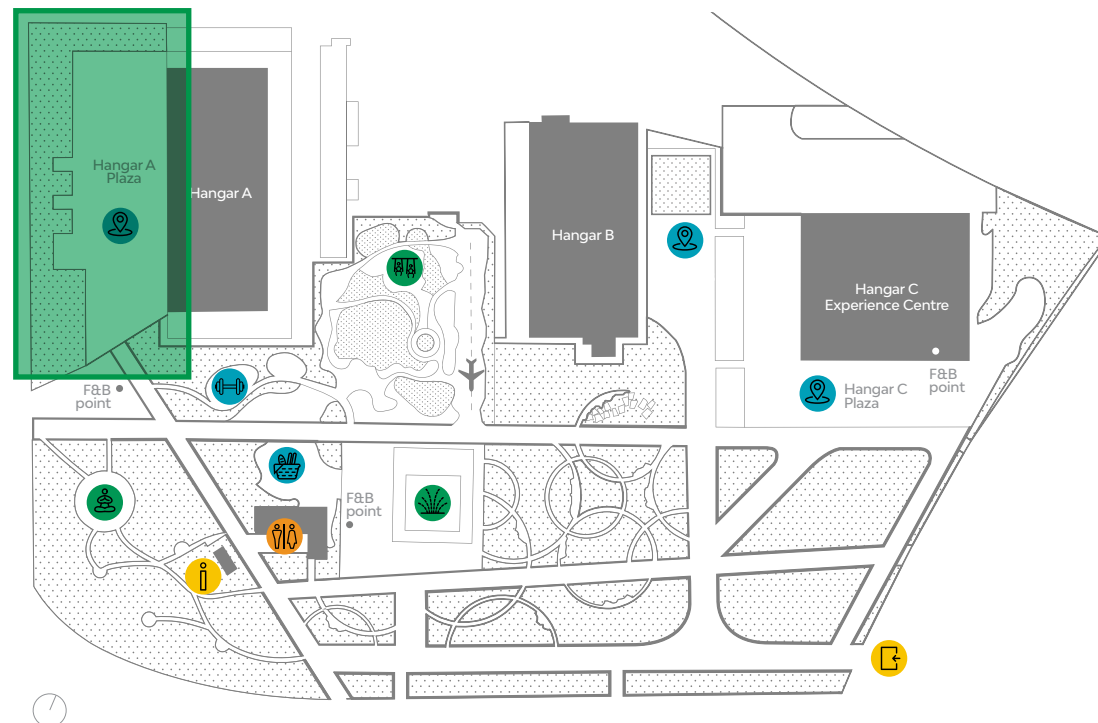 Hangar A
Plaza
Hangar A
Hangar B
Hangar C
Experience Centre
F&B
point
Hangar C
Plaza
F&B
point
F&B
point